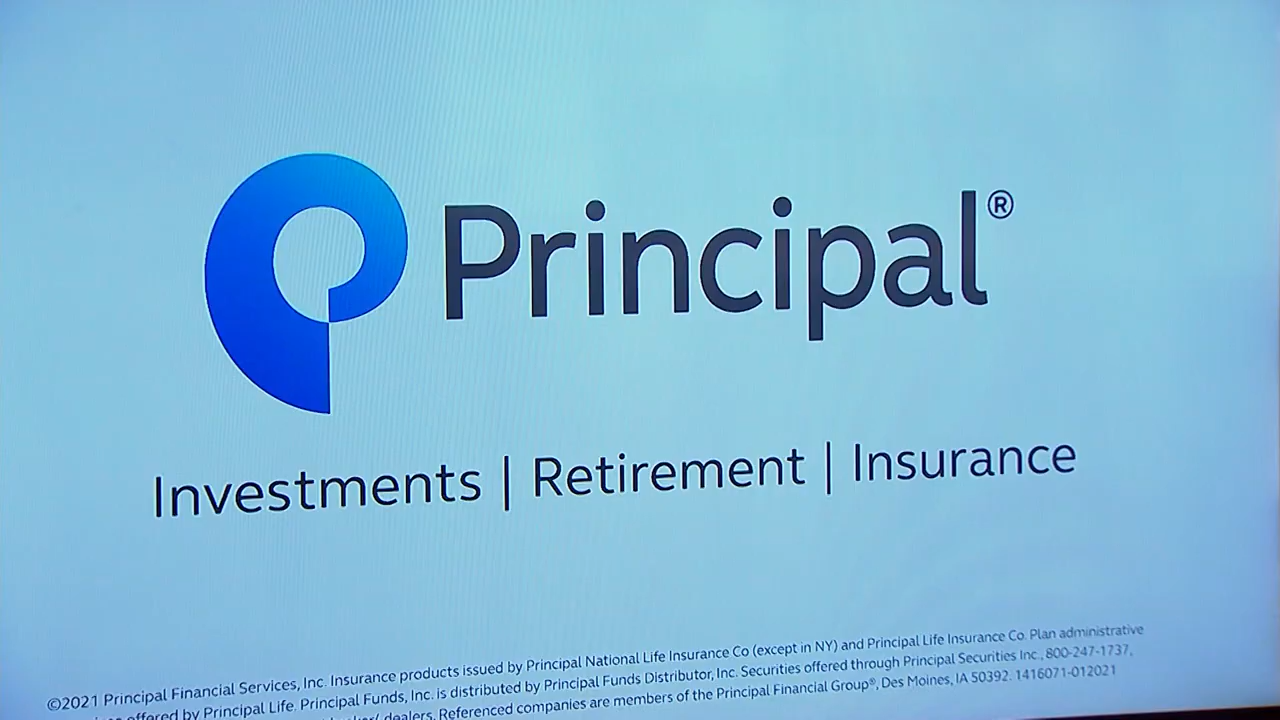 Principal®
Investments | Retirement | Insurance
©2021 Principal Financial Services, Inc. Insurance products issued by Principal National Life Insurance Co (except in NY) and Principal Life Insurance Co. Plan administrative
offered by Principal Life. Principal Funds, Inc. is distributed by Principal Funds Distributor, Inc. Securities offered through Principal Securities Inc., 800-247-1737,
dealers. Referenced companies are members of the Principal Financial Group®, Des Moines, IA 50392. 1416071-012021